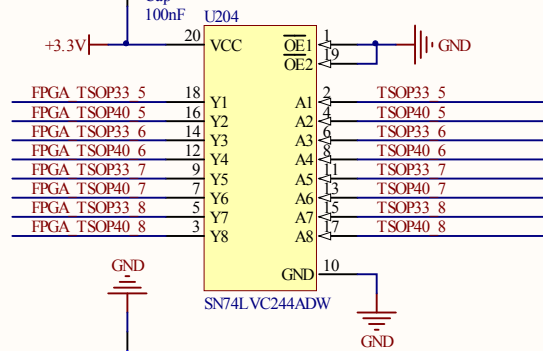 Cap
100nF
U204
+3.3V 20 VCC OE1 1 GND
OE2 19
FPGA TSOP33 5 18 Y1 A1 2 TSOP33 5
FPGA TSOP40 5 16 Y2 A2 4 TSOP40 5
FPGA TSOP33 6 14 Y3 A3 6 TSOP33 6
FPGA TSOP40 6 12 Y4 A4 8 TSOP40 6
FPGA TSOP33 7 9 Y5 A5 11 TSOP33 7
FPGA TSOP40 7 7 Y6 A6 13 TSOP40 7
FPGA TSOP33 8 5 Y7 A7 15 TSOP33 8
FPGA TSOP40 8 3 Y8 A8 17 TSOP40 8
GND GND 10
SN74LVC244ADW
GND